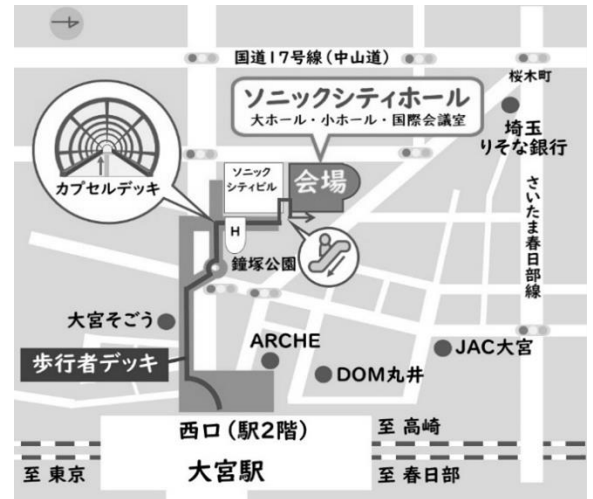 国道17号線(中山道)
桜木町
ソニックシティホール
大ホール・小ホール・国際会議室
埼玉
りそな銀行
カプセルデッキ
ソニック
シティビル
会場
さいたま春日部線
H
鐘塚公園
大宮そごう
ARCHE
JAC大宮
歩行者デッキ
DOM丸井
西口(駅2階)
至 高崎
至 東京
大宮駅
至 春日部